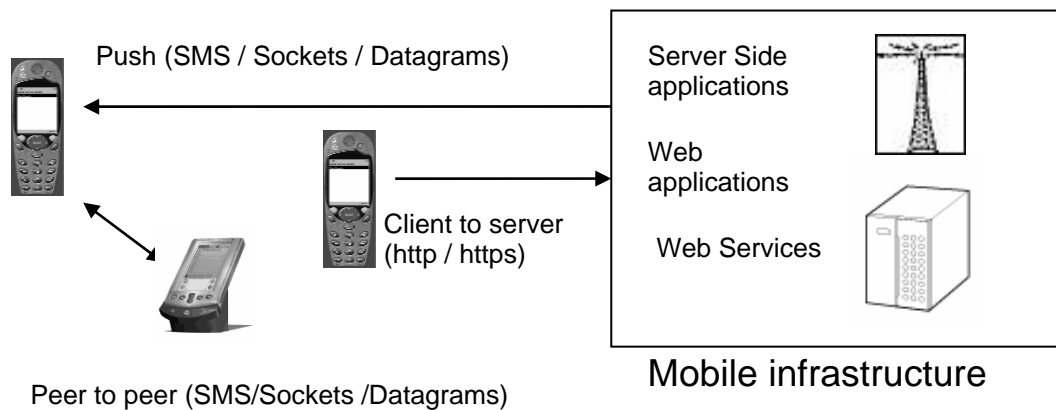 Push (SMS / Sockets / Datagrams)
Server Side
applications
Web
applications
Client to server
(http / https)
Web Services
Mobile infrastructure
Peer to peer (SMS/Sockets /Datagrams)